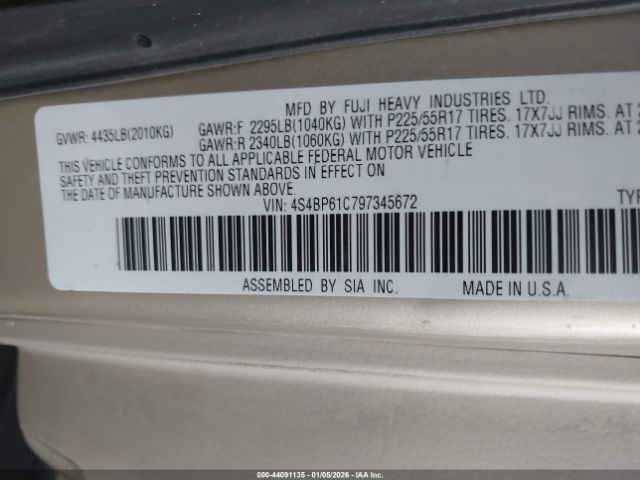 MFD BY FUJI HEAVY INDUSTRIES LTD.
GVWR: 4435LB(2010KG) GAWR:F 2295LB(1040KG) WITH P225/55R17 TIRES. 17X7JJ RIMS. AT
GAWR:R 2340LB(1060KG) WITH P225/55R17 TIRES. 17X7JJ RIMS. AT
THIS VEHICLE CONFORMS TO ALL APPLICABLE FEDERAL MOTOR VEHICLE
SAFETY AND THEFT PREVENTION STANDARDS IN EFFECT ON
THE DATE OF MANUFACTURE SHOWN ABOVE.
VIN: 4S4BP61C797345672
ASSEMBLED BY SIA INC. MADE IN U.S.A.
000-44091135 - 01/05/2026 - COPYRIGHT IAA, LLC